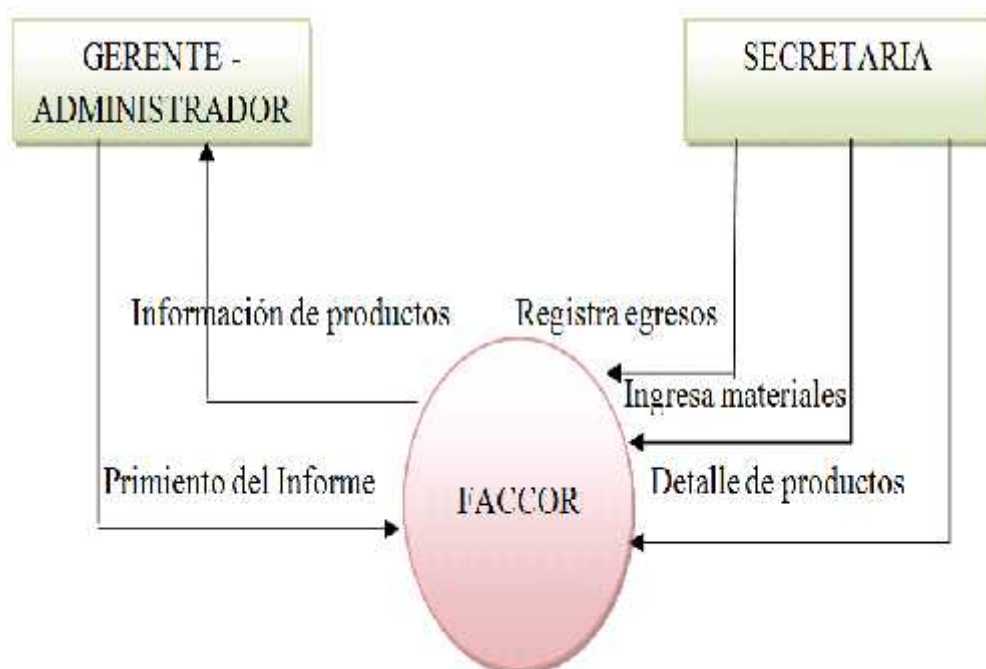 GERENTE -
ADMINISTRADOR
SECRETARIA
Información de productos
Registra egresos
Ingresa materiales
Primiento del Informe
Detalle de productos
FACCOR